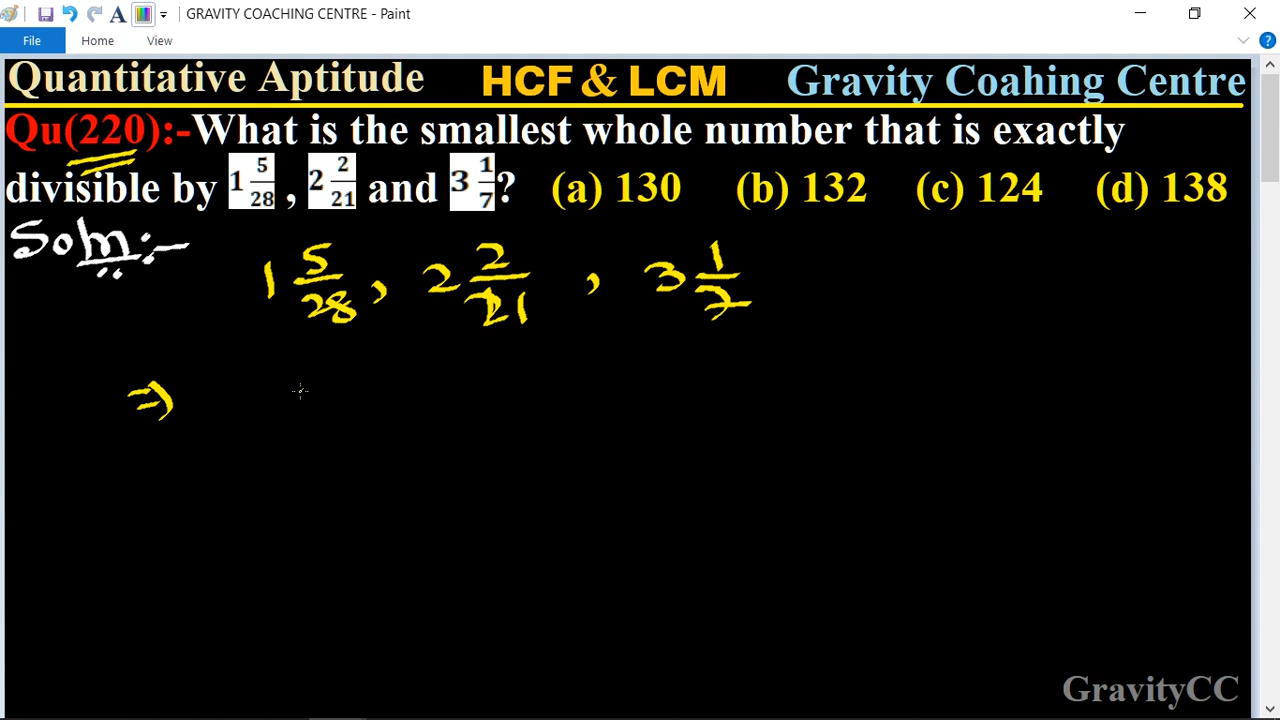 GRAVITY COACHING CENTRE - Paint
File Home View
Quantitative Aptitude HCF & LCM Gravity Coahing Centre
Qu(220):-What is the smallest whole number that is exactly
divisible by 1 5/28 , 2 2/21 and 3 1/7? (a) 130 (b) 132 (c) 124 (d) 138
Soln:-
1 5/28 , 2 2/21 , 3 1/7
⇒
GravityCC